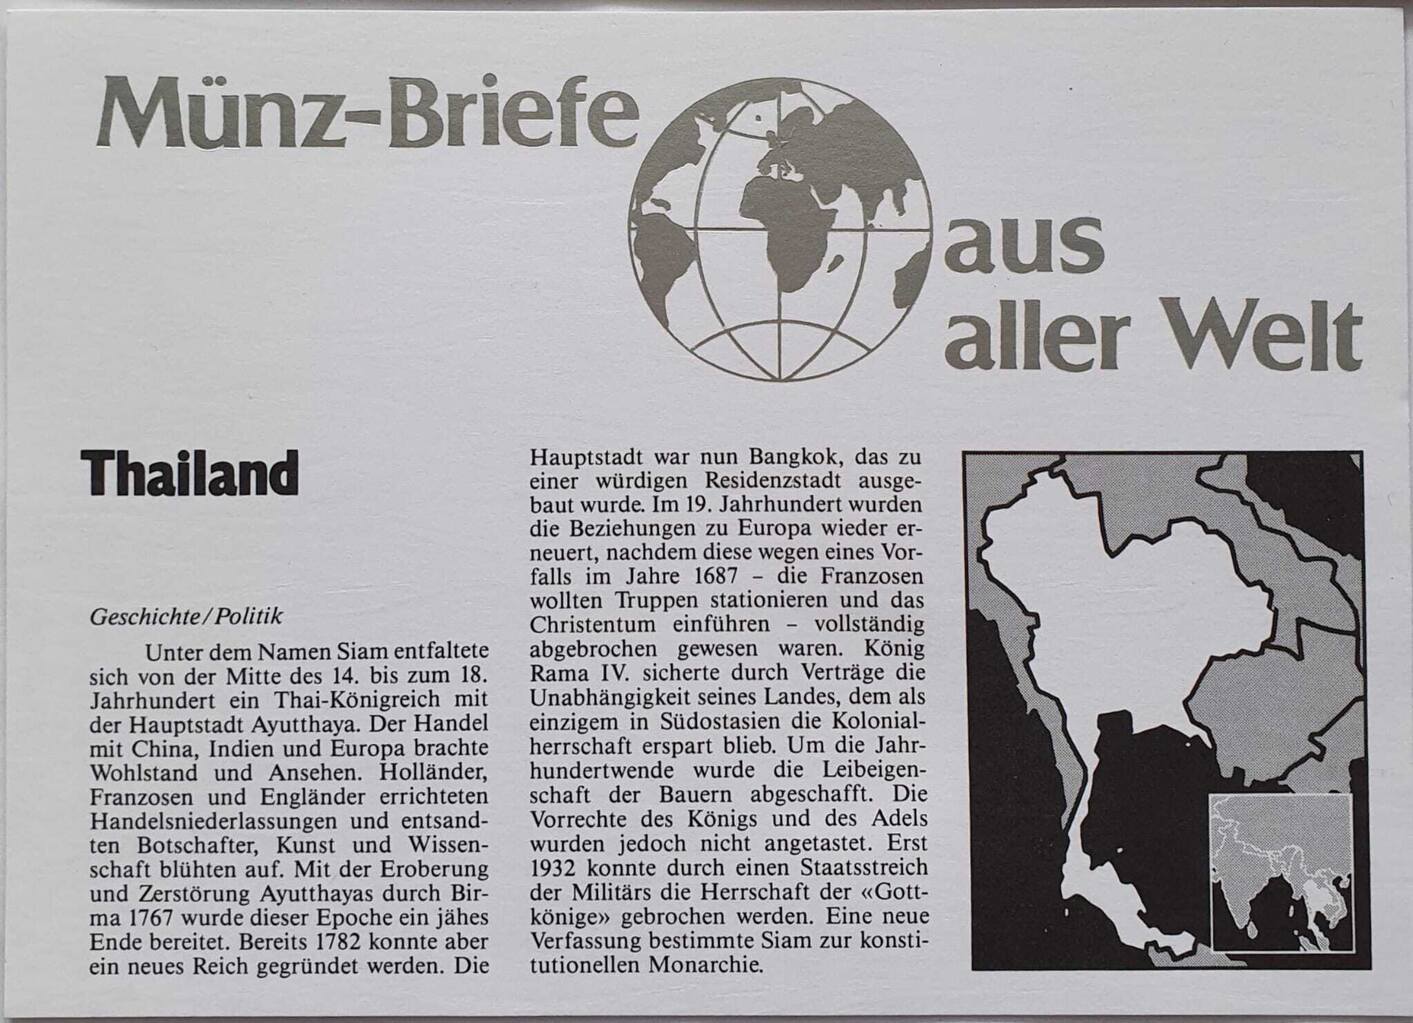 Münz-Briefe
aus
aller Welt
Thailand
Geschichte/Politik
Unter dem Namen Siam entfaltete
sich von der Mitte des 14. bis zum 18.
Jahrhundert ein Thai-Königreich mit
der Hauptstadt Ayutthaya. Der Handel
mit China, Indien und Europa brachte
Wohlstand und Ansehen. Holländer,
Franzosen und Engländer errichteten
Handelsniederlassungen und entsand-
ten Botschafter, Kunst und Wissen-
schaft blühten auf. Mit der Eroberung
und Zerstörung Ayutthayas durch Bir-
ma 1767 wurde dieser Epoche ein jähes
Ende bereitet. Bereits 1782 konnte aber
ein neues Reich gegründet werden. Die
Hauptstadt war nun Bangkok, das zu
einer würdigen Residenzstadt ausge-
baut wurde. Im 19. Jahrhundert wurden
die Beziehungen zu Europa wieder er-
neuert, nachdem diese wegen eines Vor-
falls im Jahre 1687 – die Franzosen
wollten Truppen stationieren und das
Christentum einführen – vollständig
abgebrochen gewesen waren. König
Rama IV. sicherte durch Verträge die
Unabhängigkeit seines Landes, dem als
einzigem in Südostasien die Kolonial-
herrschaft erspart blieb. Um die Jahr-
hundertwende wurde die Leibeigen-
schaft der Bauern abgeschafft. Die
Vorrechte des Königs und des Adels
wurden jedoch nicht angetastet. Erst
1932 konnte durch einen Staatsstreich
der Militärs die Herrschaft der «Gott-
könige» gebrochen werden. Eine neue
Verfassung bestimmte Siam zur konsti-
tutionellen Monarchie.